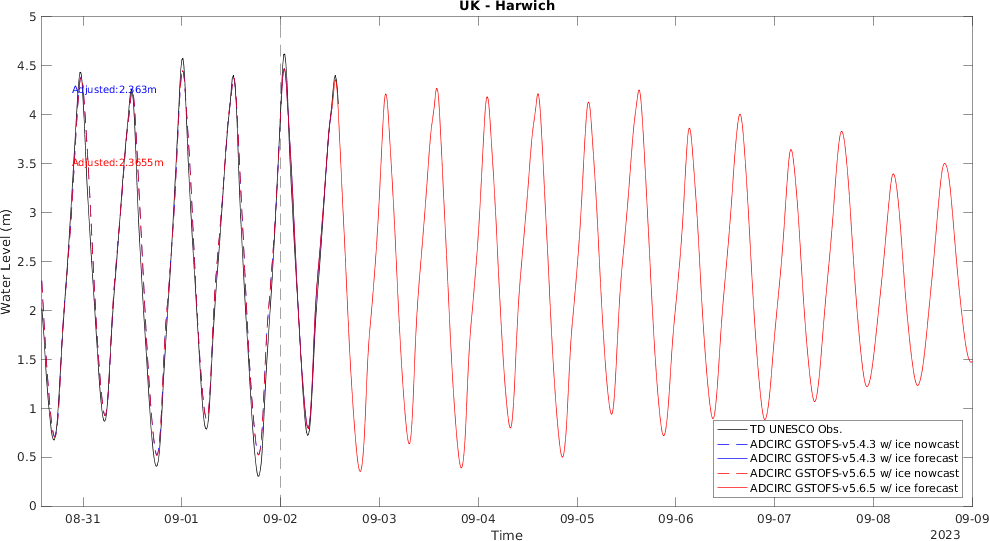 UK - Harwich
5
4.5
4
3.5
3
2.5
2
1.5
1
0.5
0
Water Level (m)
Adjusted:2.363m
Adjusted:2.3655m
TD UNESCO Obs.
ADCIRC GSTOFS-v5.4.3 w/ ice nowcast
ADCIRC GSTOFS-v5.4.3 w/ ice forecast
ADCIRC GSTOFS-v5.6.5 w/ ice nowcast
ADCIRC GSTOFS-v5.6.5 w/ ice forecast
08-31 09-01 09-02 09-03 09-04 09-05 09-06 09-07 09-08 09-09
Time
2023